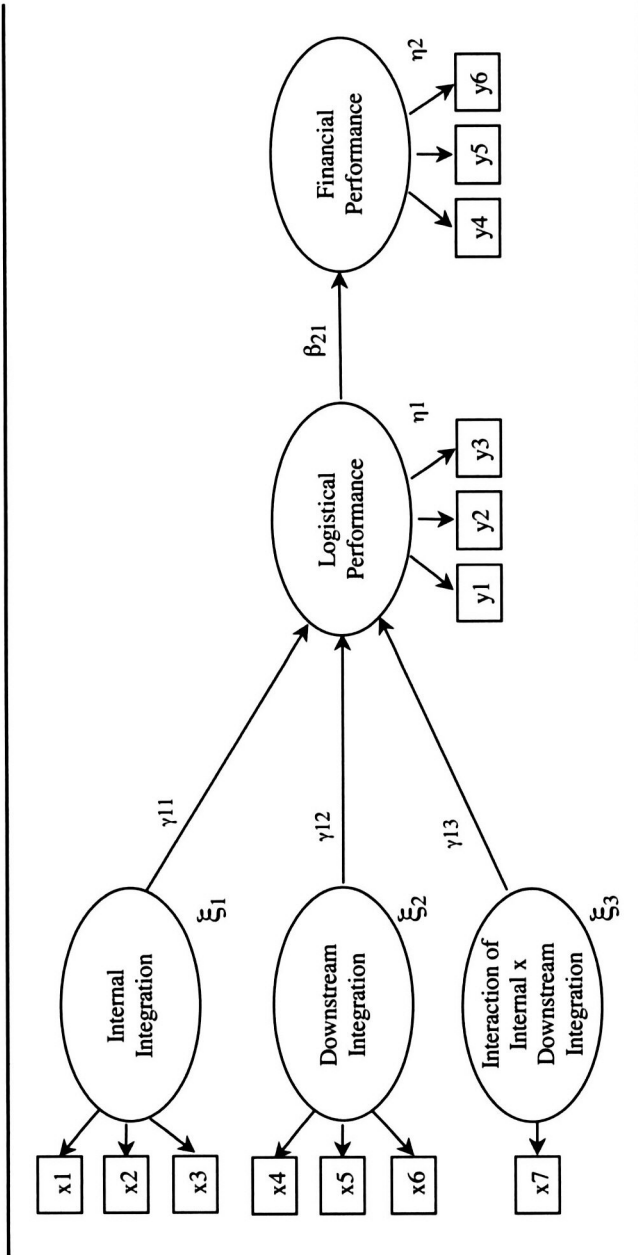 x1
x2
x3
Internal
Integration
ξ1
γ11
x4
x5
x6
Downstream
Integration
ξ2
γ12
x7
Interaction of
Internal x
Downstream
Integration
ξ3
γ13
Logistical
Performance
η1
y1
y2
y3
β21
Financial
Performance
η2
y4
y5
y6